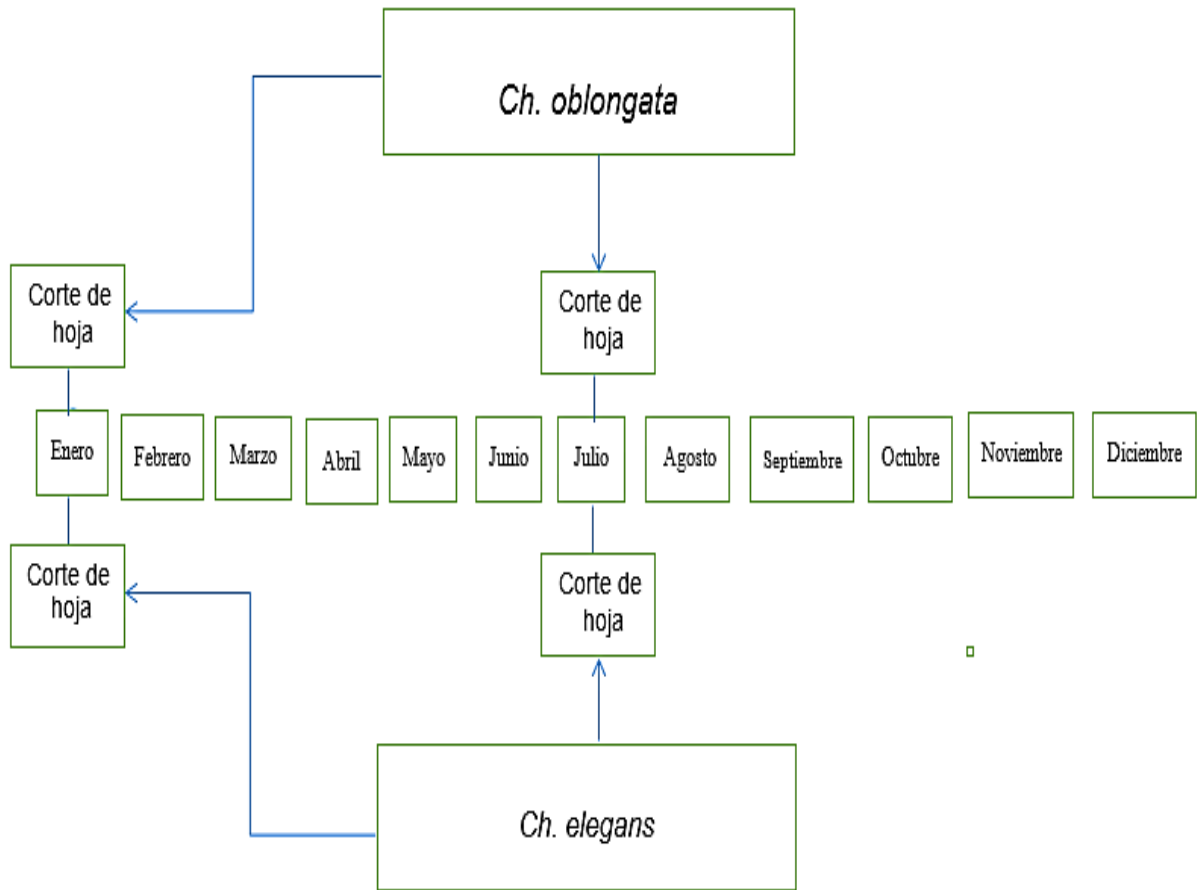 Ch. oblongata
Corte de
hoja
Corte de
hoja
Enero
Febrero
Marzo
Abril
Mayo
Junio
Julio
Agosto
Septiembre
Octubre
Noviembre
Diciembre
Corte de
hoja
Corte de
hoja
Ch. elegans